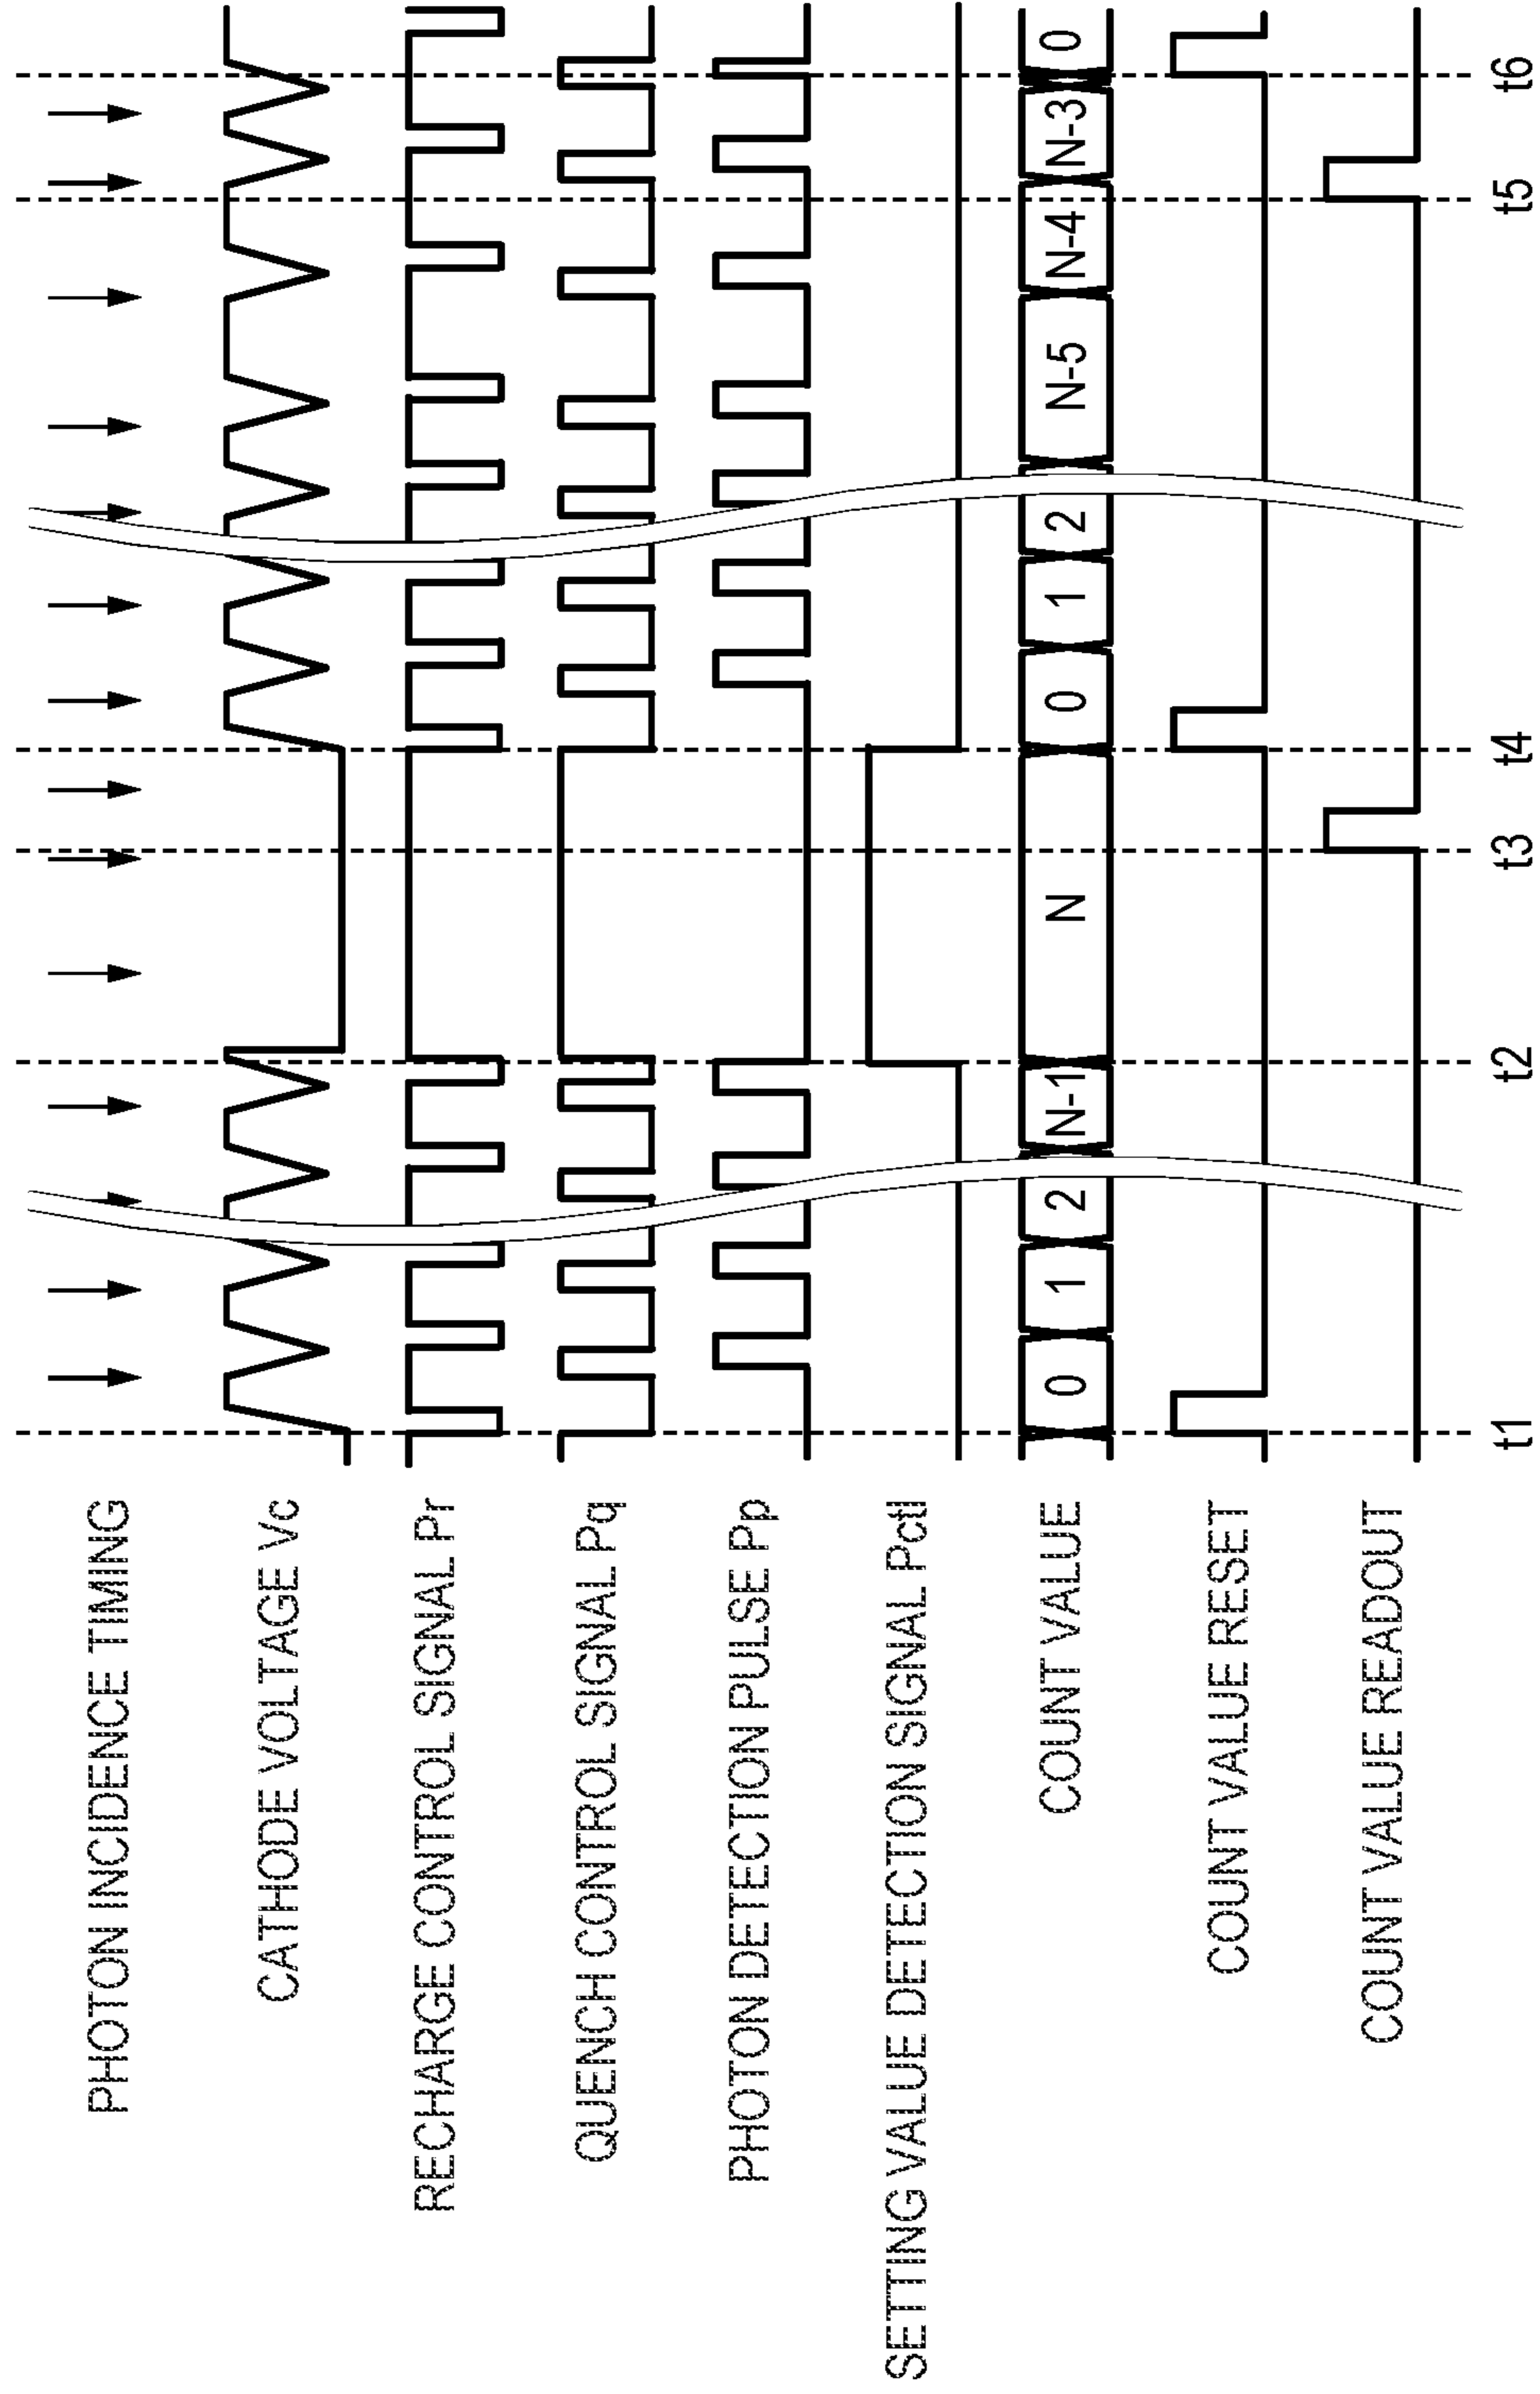 PHOTON INCIDENCE TIMING
CATHODE VOLTAGE Vc
RECHARGE CONTROL SIGNAL Pr
QUENCH CONTROL SIGNAL Pq
PHOTON DETECTION PULSE Pp
SETTING VALUE DETECTION SIGNAL Pctl
COUNT VALUE 0 1 2 N-1 N 0 1 2 N-5 N-4 N-3 0
COUNT VALUE RESET
COUNT VALUE READOUT
t1 t2 t3 t4 t5 t6